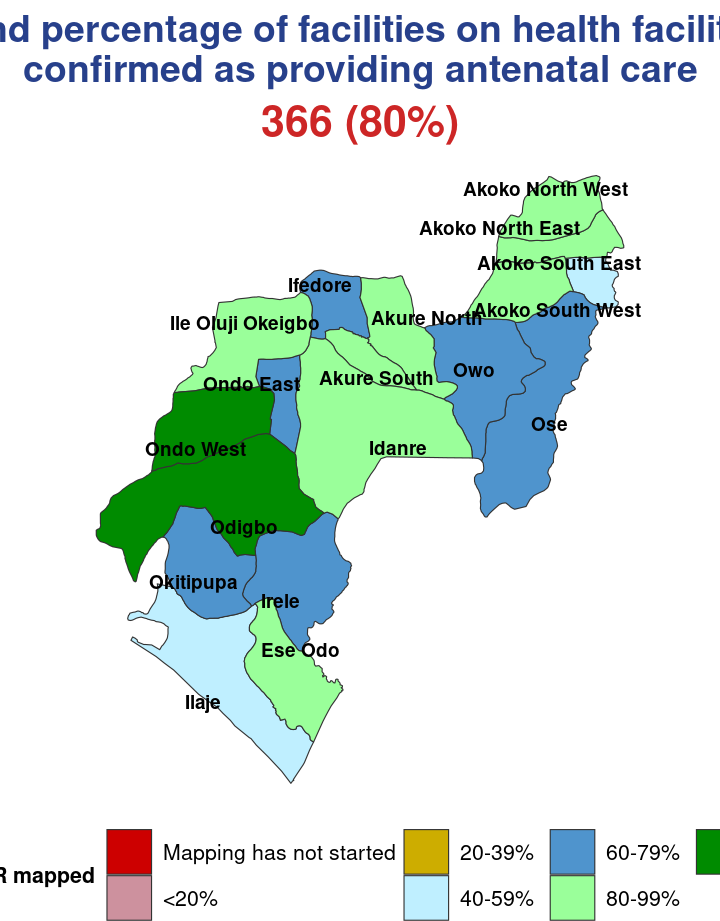 nd percentage of facilities on health facilit
confirmed as providing antenatal care
366 (80%)
Akoko North West
Akoko North East
Akoko South East
Ifedore
Akoko South West
Ile Oluji Okeigbo
Akure North
Owo
Ondo East
Akure South
Ose
Ondo West
Idanre
Odigbo
Okitipupa
Irele
Ese Odo
Ilaje
R mapped
Mapping has not started
20-39%
60-79%
<20%
40-59%
80-99%